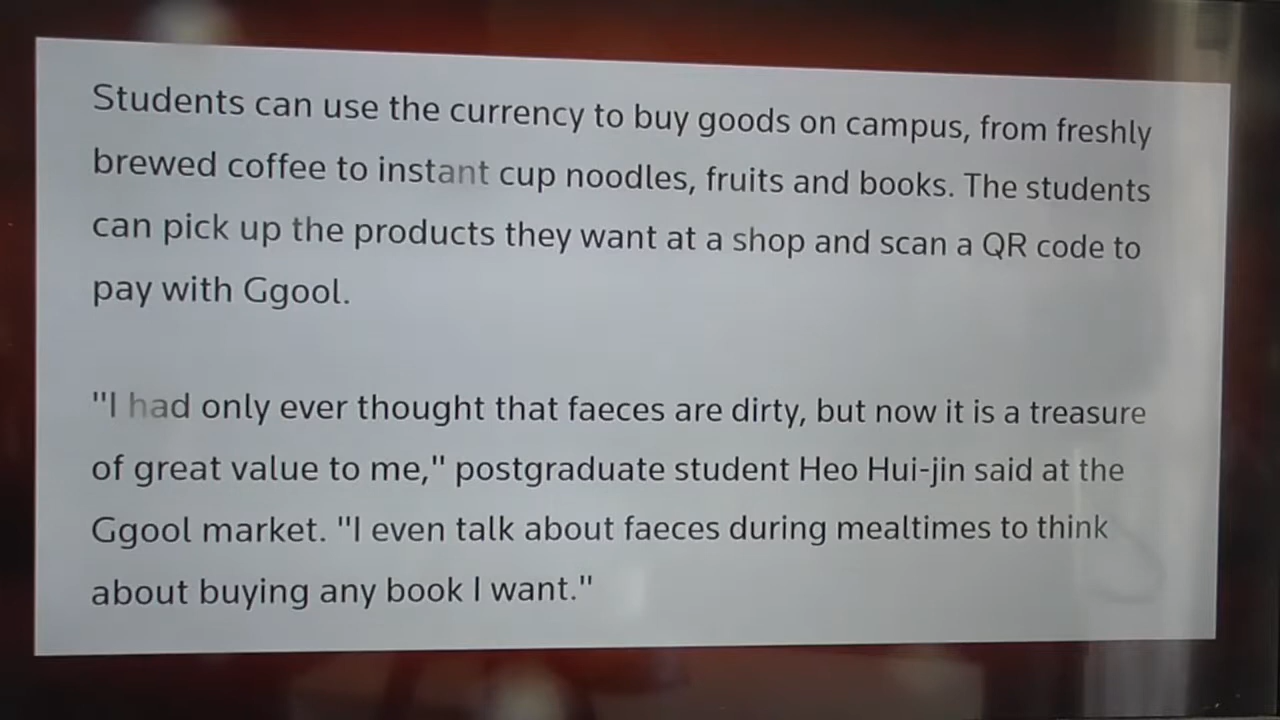 Students can use the currency to buy goods on campus, from freshly
brewed coffee to instant cup noodles, fruits and books. The students
can pick up the products they want at a shop and scan a QR code to
pay with Ggool.
"I had only ever thought that faeces are dirty, but now it is a treasure
of great value to me," postgraduate student Heo Hui-jin said at the
Ggool market. "I even talk about faeces during mealtimes to think
about buying any book I want."